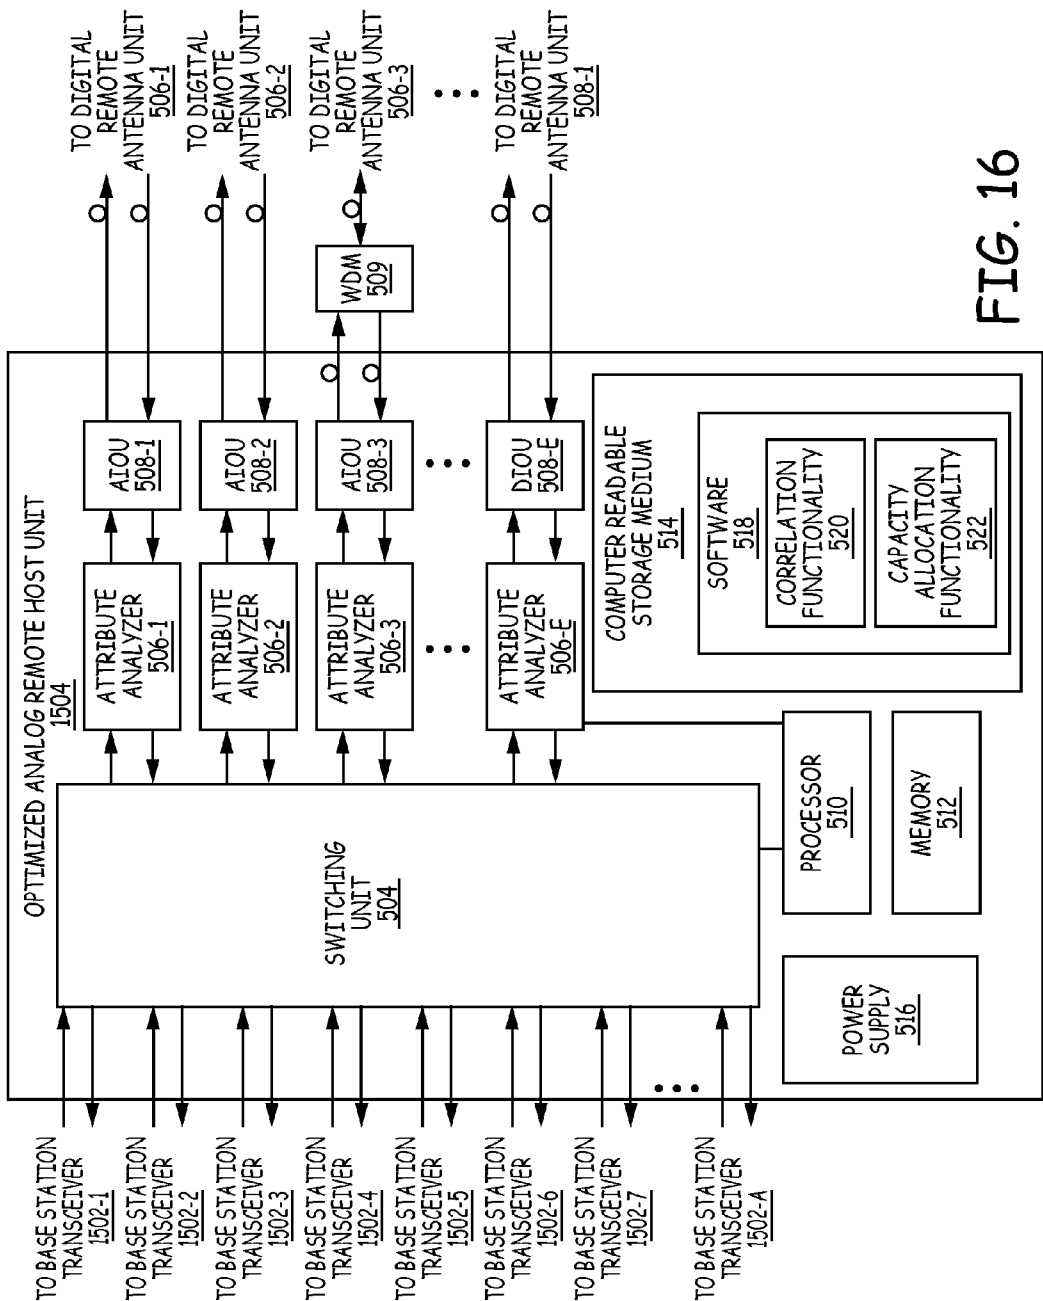 OPTIMIZED ANALOG REMOTE HOST UNIT
1504
TO BASE STATION
TRANSCEIVER
1502-1
TO BASE STATION
TRANSCEIVER
1502-2
TO BASE STATION
TRANSCEIVER
1502-3
TO BASE STATION
TRANSCEIVER
1502-4
TO BASE STATION
TRANSCEIVER
1502-5
TO BASE STATION
TRANSCEIVER
1502-6
TO BASE STATION
TRANSCEIVER
1502-7
TO BASE STATION
TRANSCEIVER
1502-A
SWITCHING
UNIT
504
ATTRIBUTE
ANALYZER
506-1
ATTRIBUTE
ANALYZER
506-2
ATTRIBUTE
ANALYZER
506-3
ATTRIBUTE
ANALYZER
506-E
AIOU
508-1
AIOU
508-2
AIOU
508-3
DIOU
508-E
WDM
509
TO DIGITAL
REMOTE
ANTENNA UNIT
506-1
TO DIGITAL
REMOTE
ANTENNA UNIT
506-2
TO DIGITAL
REMOTE
ANTENNA UNIT
506-3
TO DIGITAL
REMOTE
ANTENNA UNIT
508-1
POWER
SUPPLY
516
PROCESSOR
510
MEMORY
512
COMPUTER READABLE
STORAGE MEDIUM
514
SOFTWARE
518
CORRELATION
FUNCTIONALITY
520
CAPACITY
ALLOCATION
FUNCTIONALITY
522
FIG. 16